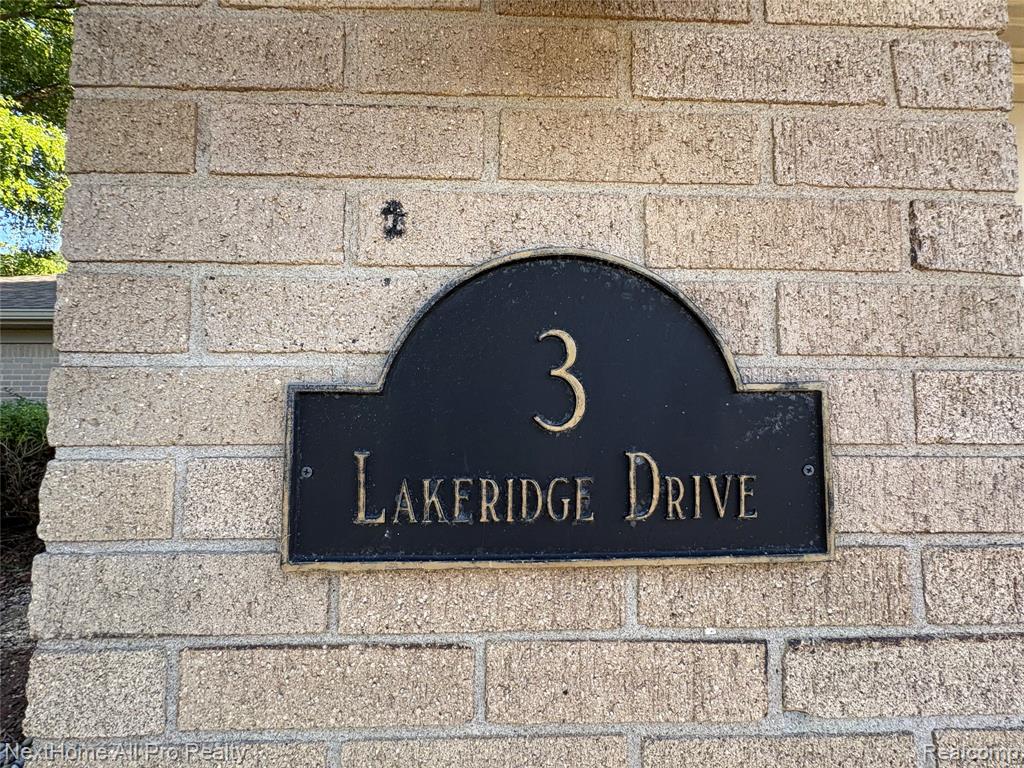 3
LAKERIDGE DRIVE
NextHome All Pro Realty
Realcomp